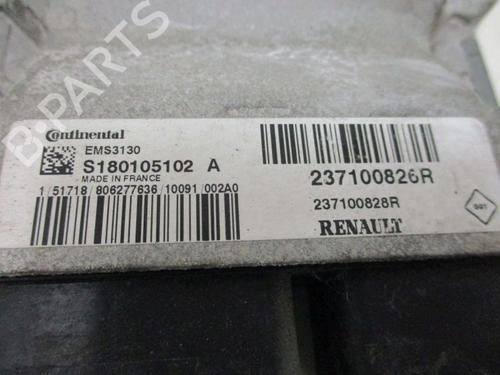 Continental
EMS3130
S180105102 A
MADE IN FRANCE
1/51718/806277636/10091/002A0
237100826R
237100828R
RENAULT
B-PARTS